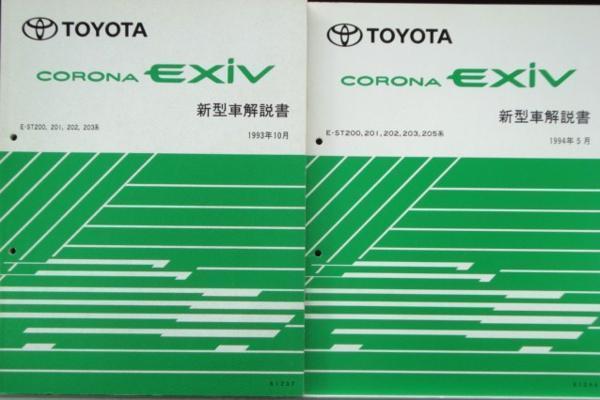 TOYOTA
CORONA EXiV
新型車解説書
E-ST200, 201, 202, 203系
1993年10月
61237
TOYOTA
CORONA EXiV
新型車解説書
E-ST200, 201, 202, 203, 205系
1994年5月